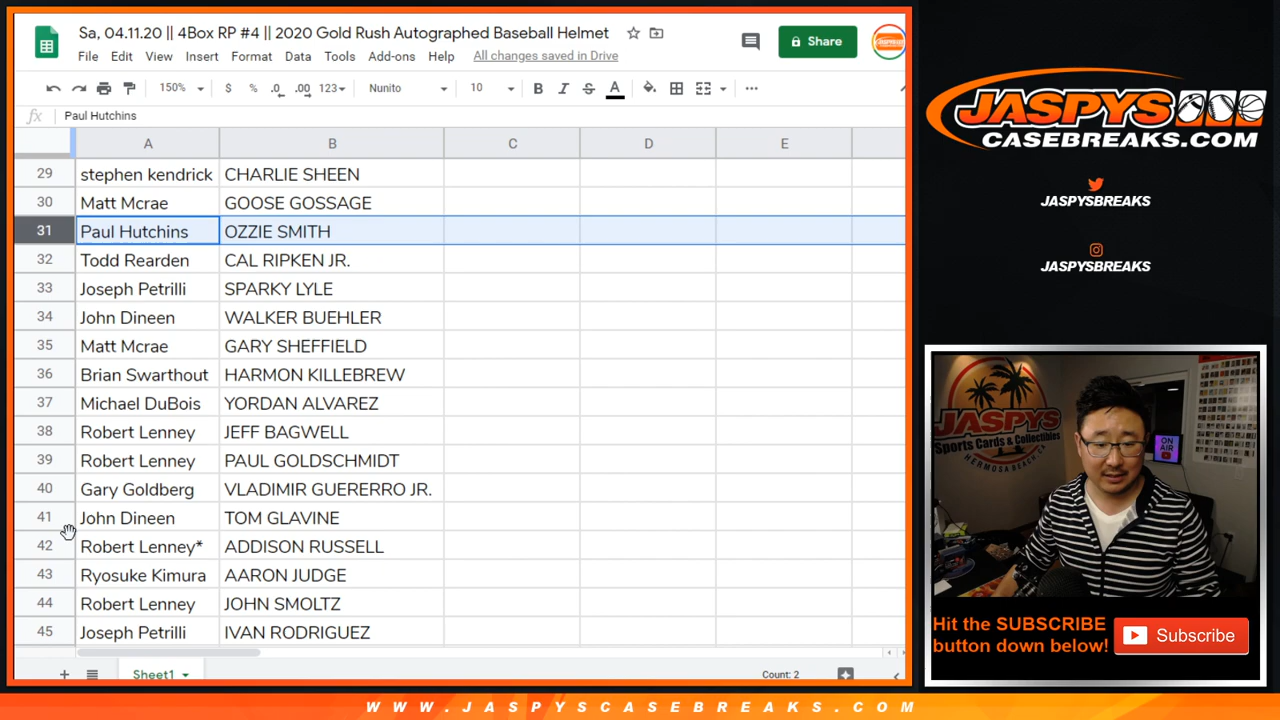 Sa, 04.11.20 || 4Box RP #4 || 2020 Gold Rush Autographed Baseball Helmet
File Edit View Insert Format Data Tools Add-ons Help All changes saved in Drive
Share
150% $ % .0 .00 123 Nunito 10 B I S A
fx Paul Hutchins
A B C D E
29 stephen kendrick CHARLIE SHEEN
30 Matt Mcrae GOOSE GOSSAGE
31 Paul Hutchins OZZIE SMITH
32 Todd Rearden CAL RIPKEN JR.
33 Joseph Petrilli SPARKY LYLE
34 John Dineen WALKER BUEHLER
35 Matt Mcrae GARY SHEFFIELD
36 Brian Swarthout HARMON KILLEBREW
37 Michael DuBois YORDAN ALVAREZ
38 Robert Lenney JEFF BAGWELL
39 Robert Lenney PAUL GOLDSCHMIDT
40 Gary Goldberg VLADIMIR GUERERRO JR.
41 John Dineen TOM GLAVINE
42 Robert Lenney* ADDISON RUSSELL
43 Ryosuke Kimura AARON JUDGE
44 Robert Lenney JOHN SMOLTZ
45 Joseph Petrilli IVAN RODRIGUEZ
Sheet1
Count: 2
JASPYS
CASEBREAKS.COM
JASPYSBREAKS
JASPYSBREAKS
JASPYS
Sports Cards & Collectibles
HERMOSA BEACH
ON AIR
Hit the SUBSCRIBE
button down below!
Subscribe
WWW.JASPYSCASEBREAKS.COM